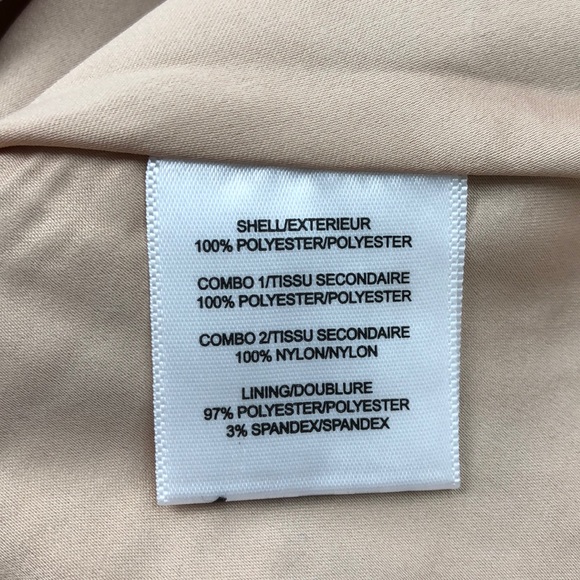 SHELL/EXTERIEUR
100% POLYESTER/POLYESTER
COMBO 1/TISSU SECONDAIRE
100% POLYESTER/POLYESTER
COMBO 2/TISSU SECONDAIRE
100% NYLON/NYLON
LINING/DOUBLURE
97% POLYESTER/POLYESTER
3% SPANDEX/SPANDEX